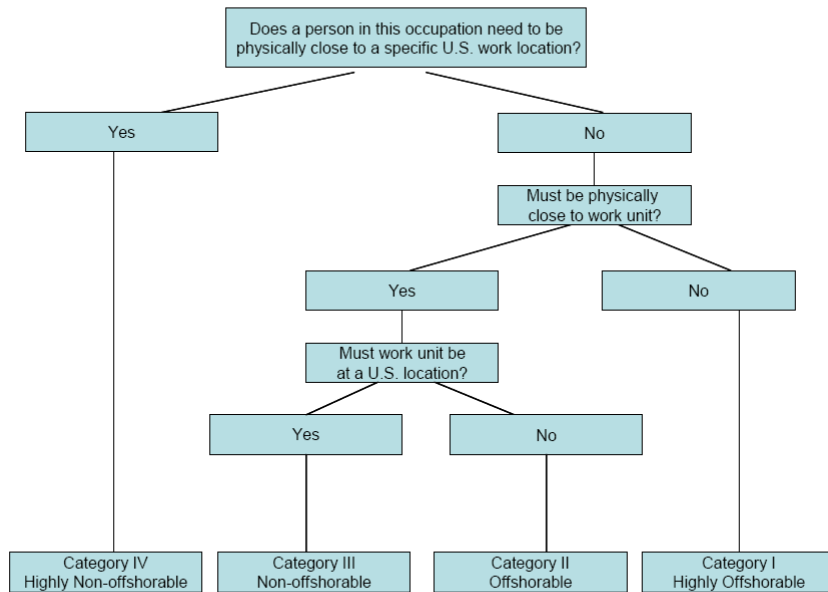 Does a person in this occupation need to be
physically close to a specific U.S. work location?
Yes
No
Must be physically
close to work unit?
Yes
No
Must work unit be
at a U.S. location?
Yes
No
Category IV
Highly Non-offshorable
Category III
Non-offshorable
Category II
Offshorable
Category I
Highly Offshorable